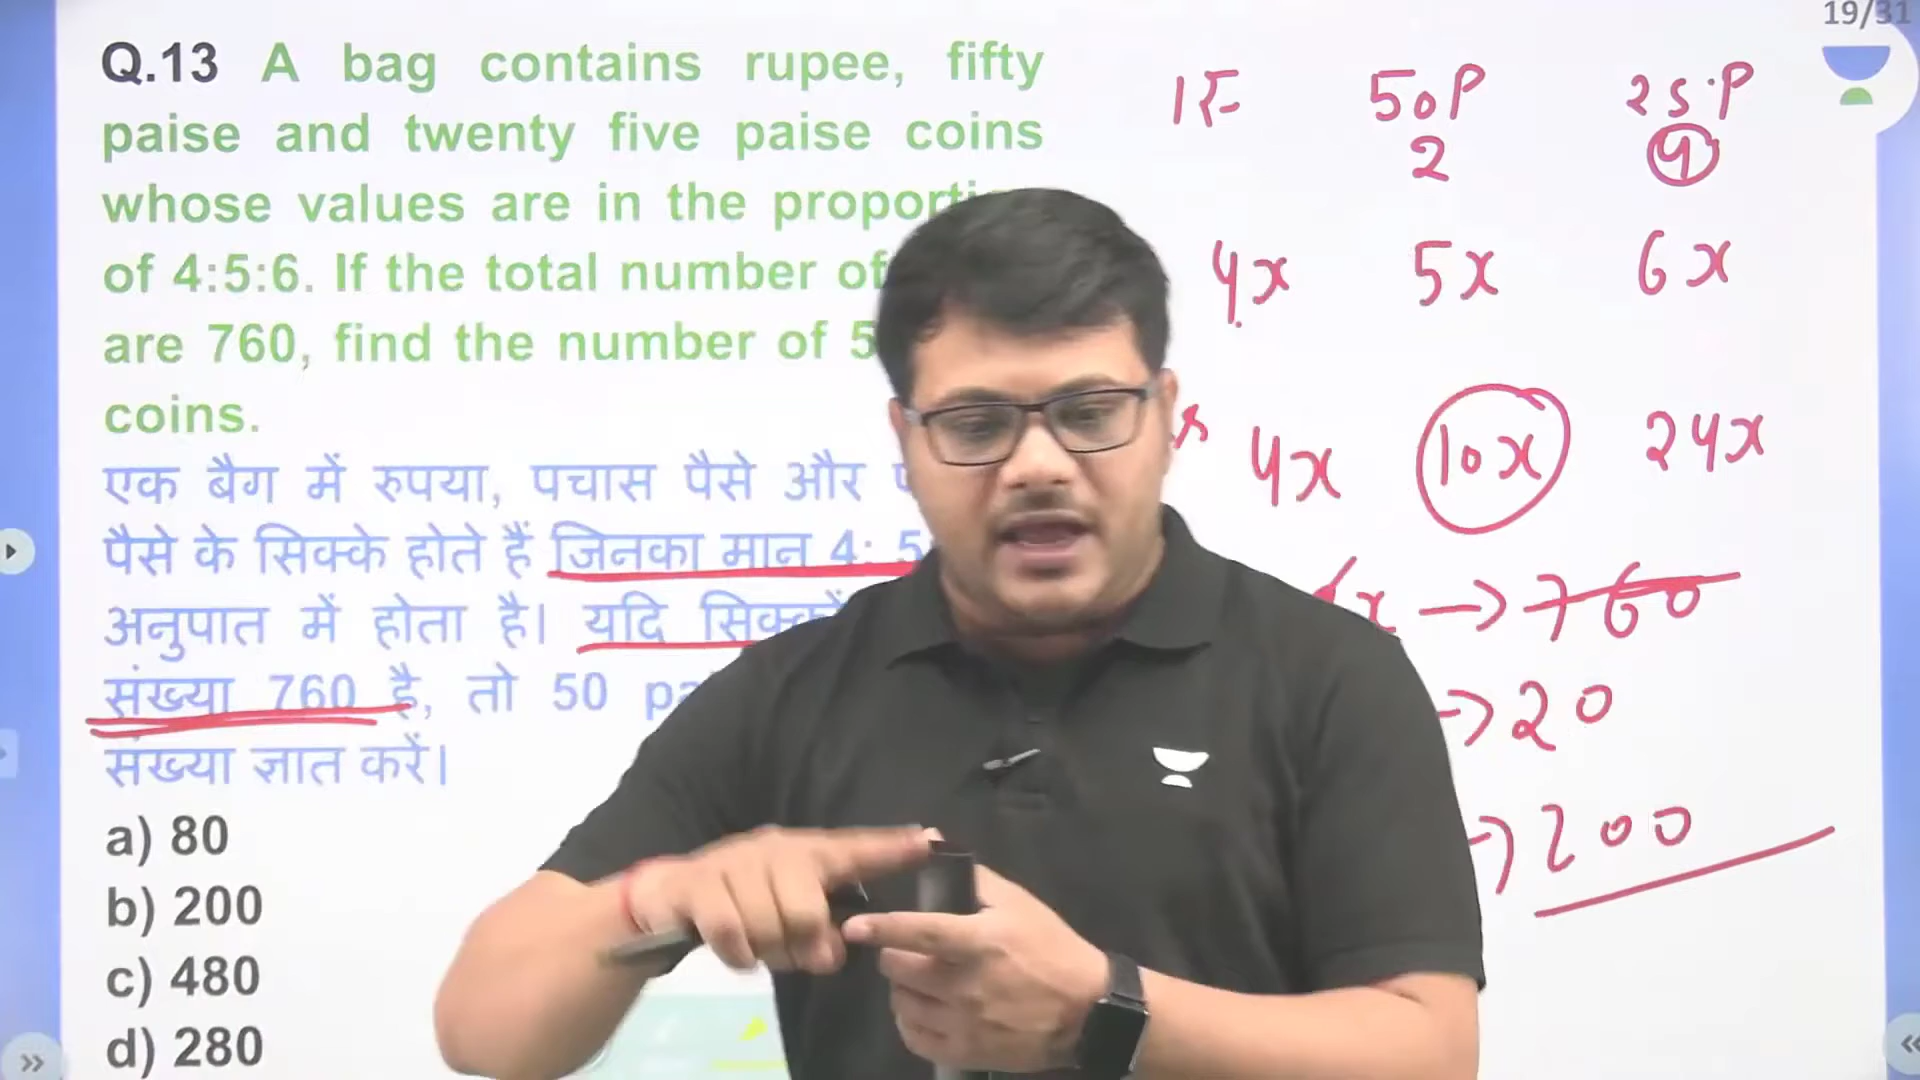 19/31
Q.13 A bag contains rupee, fifty
paise and twenty five paise coins
whose values are in the
of 4:5:6. If the total number of
are 760, find the number of
coins.
एक बैग में रुपया, पचास पैसे और
पैसे के सिक्के होते हैं जिनका मान 4: 5
अनुपात में होता है। यदि
संख्या 760 है, तो 50
संख्या ज्ञात करें।
a) 80
b) 200
c) 480
d) 280
50P 25P
2 4
4x 5x 6x
4x 10x 24x
x → 760
→ 20
→ 200